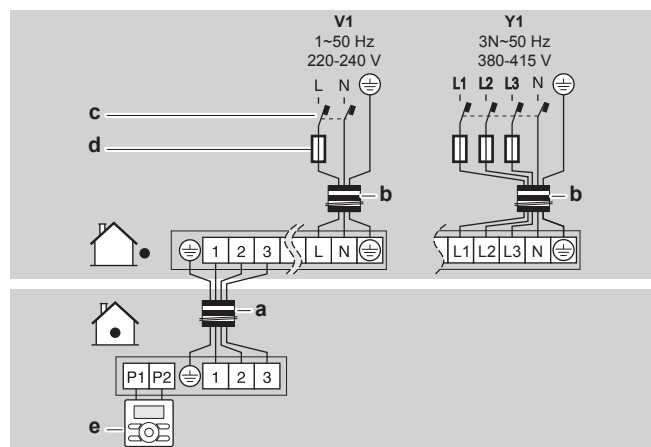 V1 Y1
1~50 Hz 3N~50 Hz
220-240 V 380-415 V
L N L1 L2 L3 N
c
d
b b
1 2 3 L N L1 L2 L3 N
a
P1 P2 1 2 3
e